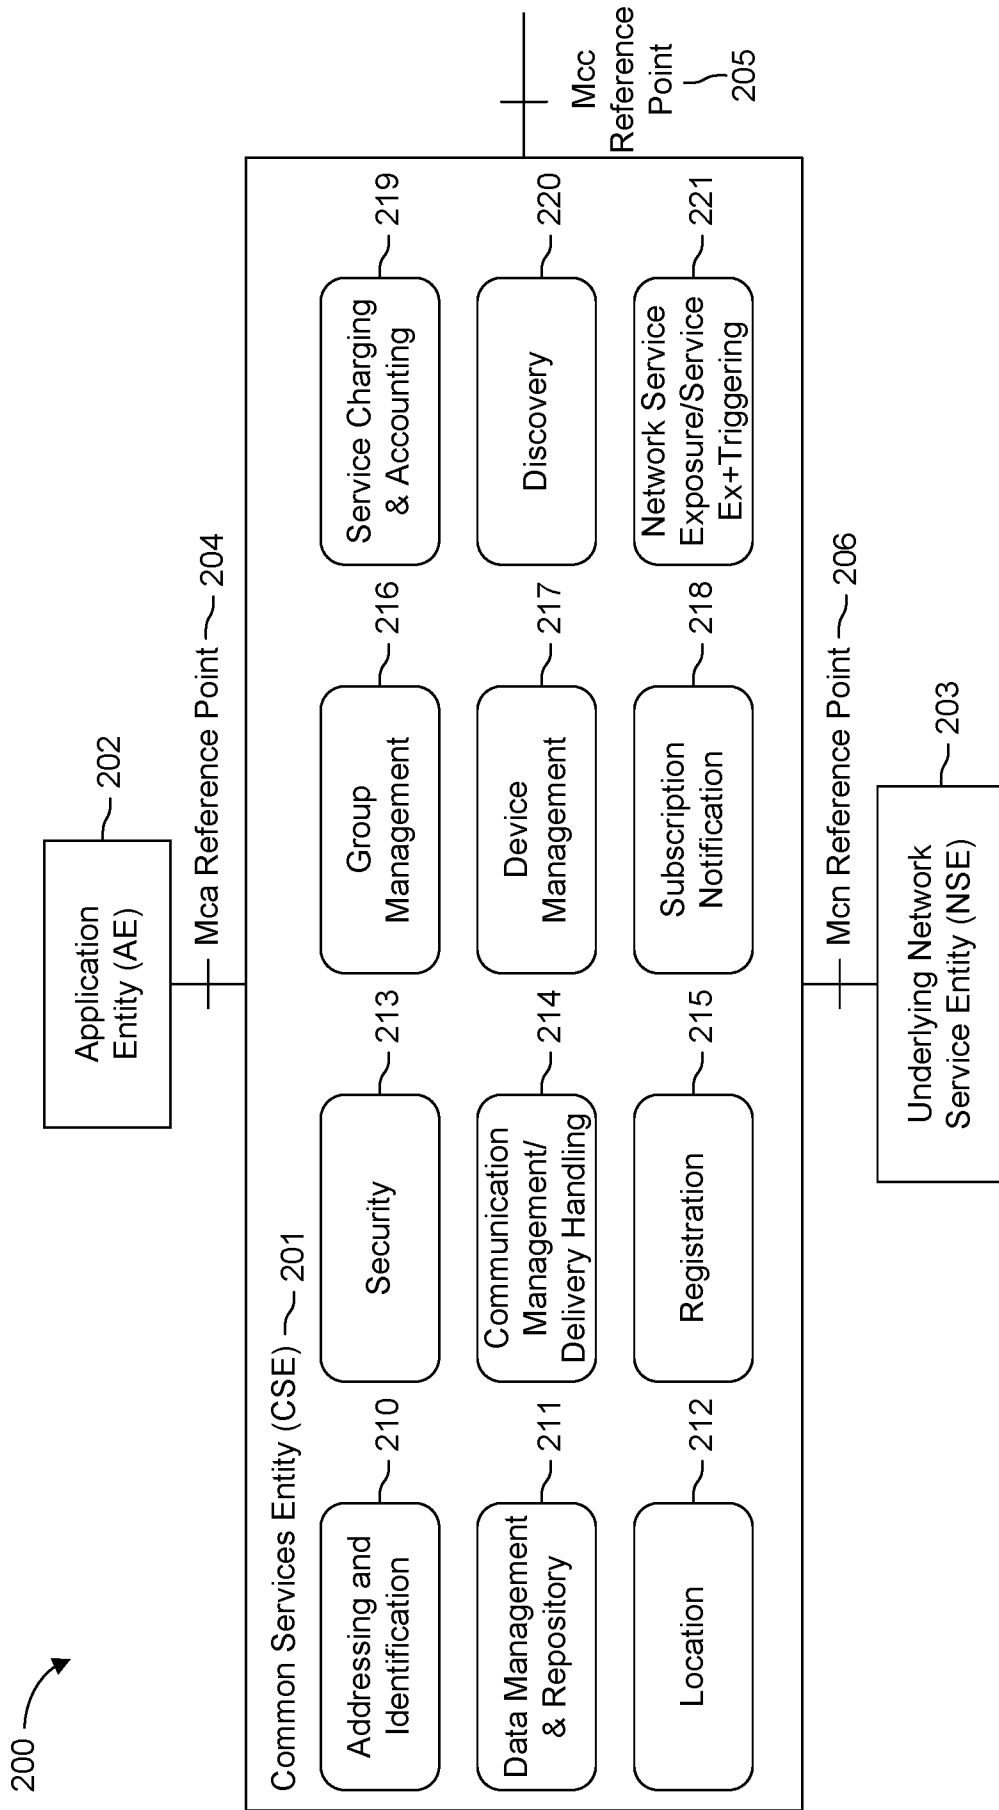 200
Application
Entity (AE)
202
Mca Reference Point
204
Common Services Entity (CSE)
201
Addressing and
Identification
210
Security
213
Group
Management
216
Service Charging
& Accounting
219
Data Management
& Repository
211
Communication
Management/
Delivery Handling
214
Device
Management
217
Discovery
220
Location
212
Registration
215
Subscription
Notification
218
Network Service
Exposure/Service
Ex+Triggering
221
Mcc
Reference
Point
205
Mcn Reference Point
206
Underlying Network
Service Entity (NSE)
203